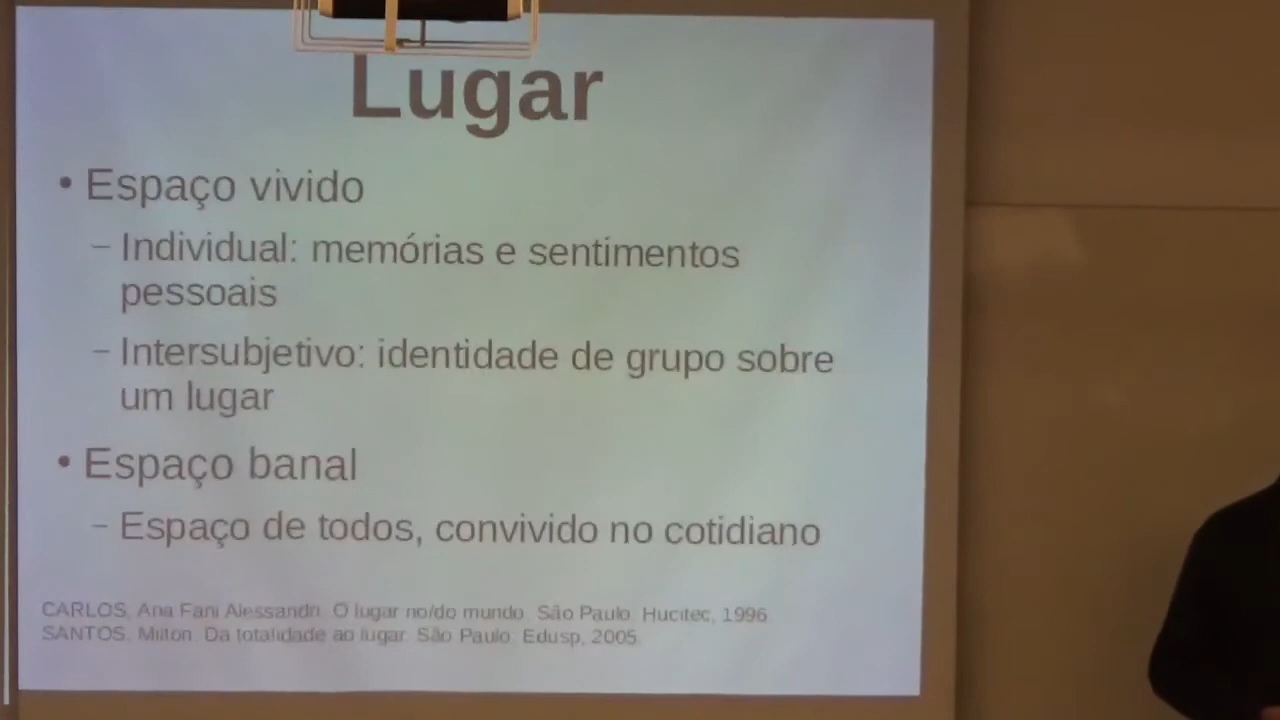 Lugar
• Espaço vivido
– Individual: memórias e sentimentos
pessoais
– Intersubjetivo: identidade de grupo sobre
um lugar
• Espaço banal
– Espaço de todos, convivido no cotidiano
CARLOS, Ana Fani Alessandri. O lugar no/do mundo. São Paulo: Hucitec, 1996
SANTOS. Milton. Da totalidade ao lugar. São Paulo: Edusp, 2005.